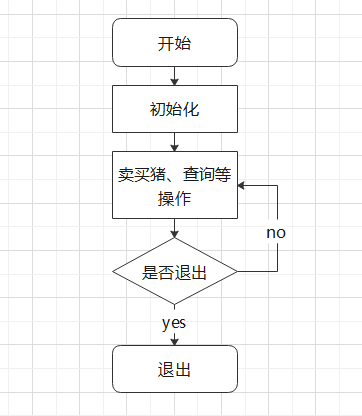 开始
初始化
卖买猪、查询等
操作
是否退出
no
yes
退出